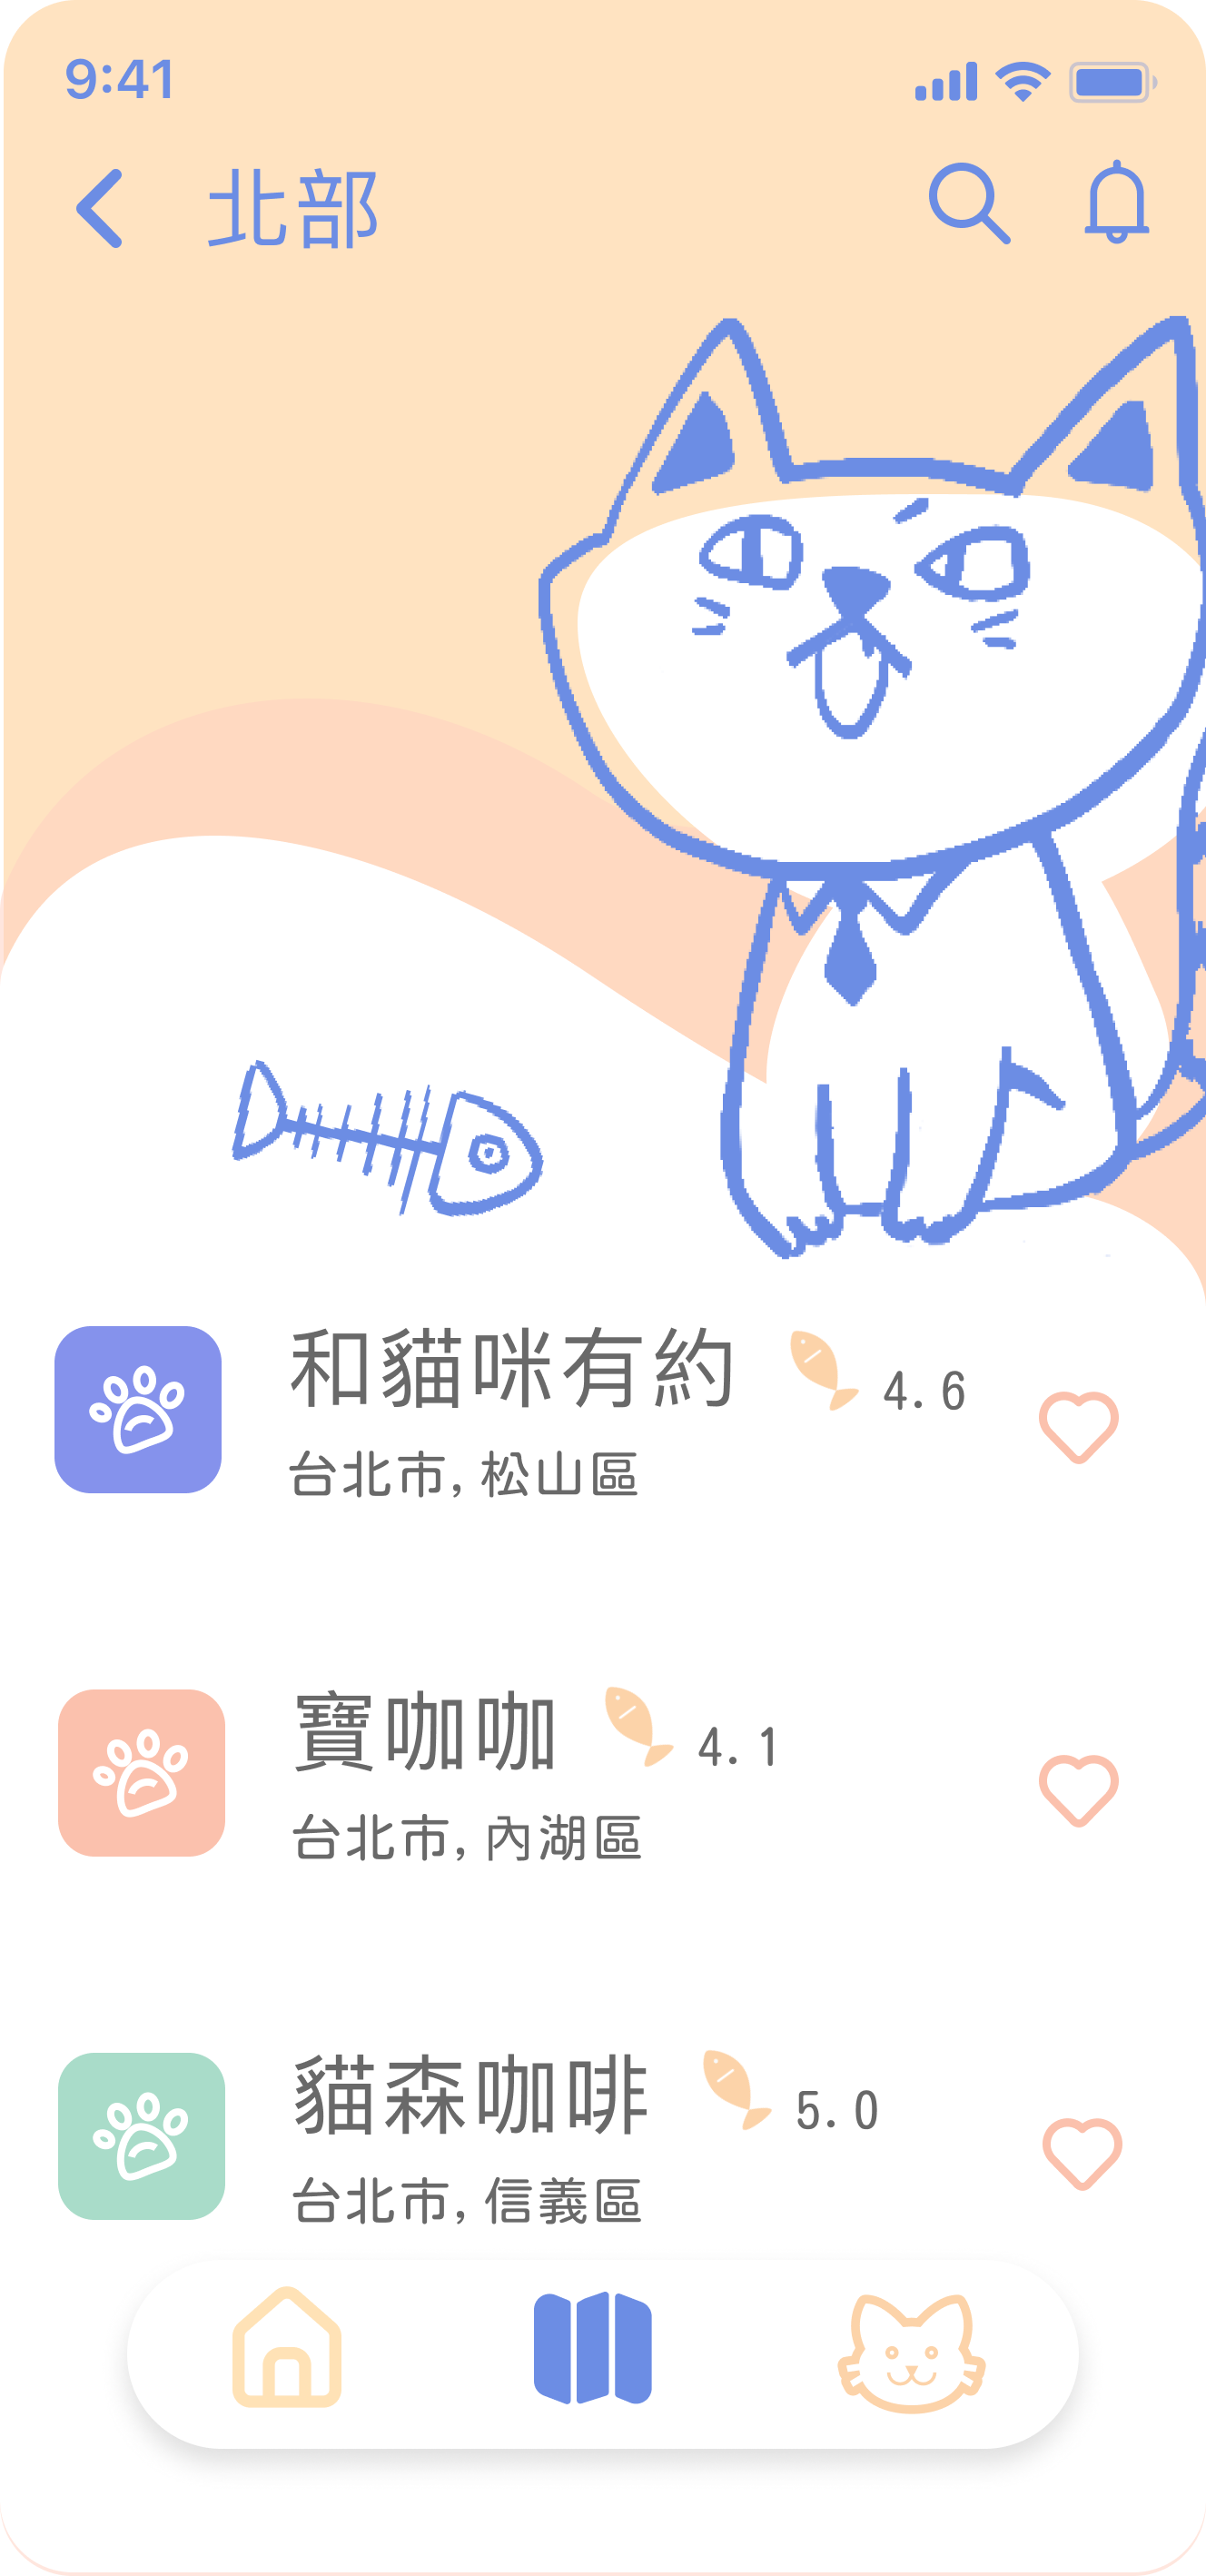 9:41
北部
和貓咪有約 4.6
台北市, 松山區
寶咖咖 4.1
台北市, 內湖區
貓森咖啡 5.0
台北市, 信義區